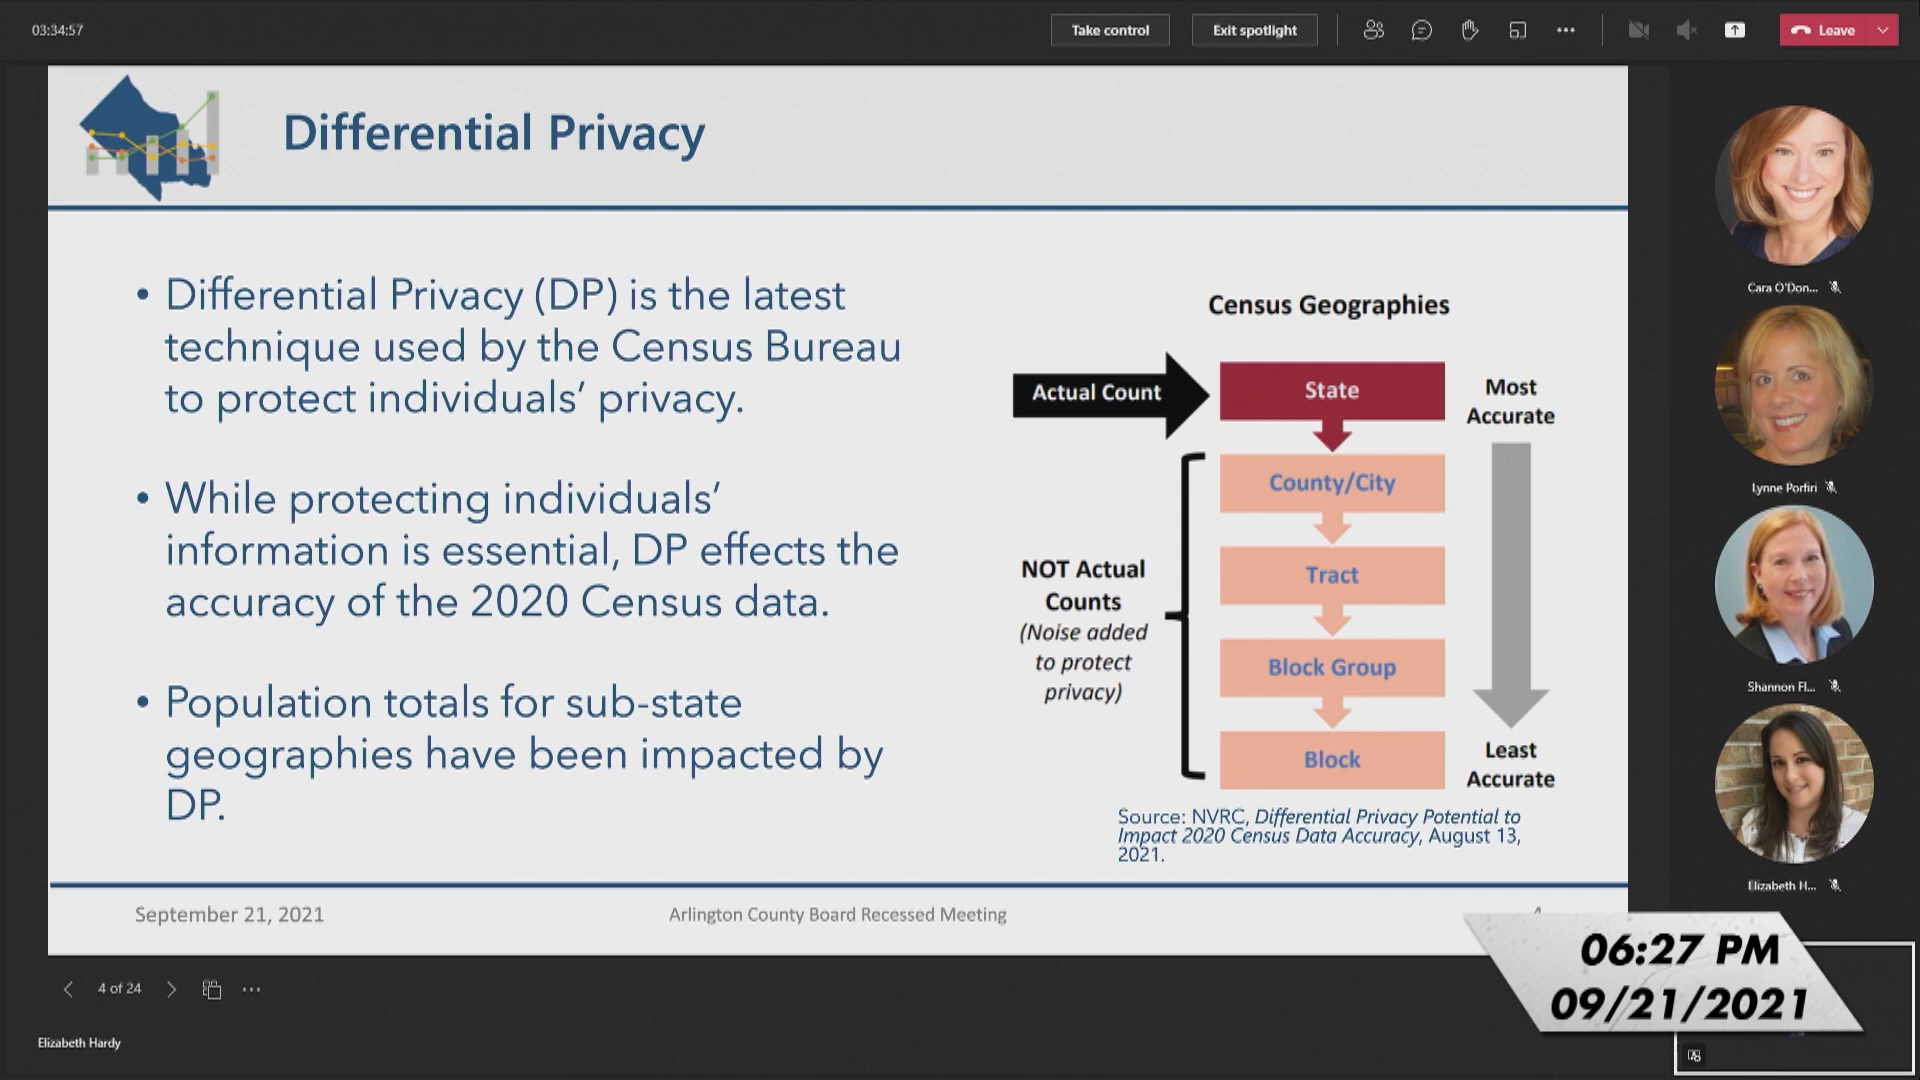 03:34:57
Take control
Exit spotlight
Leave
Differential Privacy
• Differential Privacy (DP) is the latest
technique used by the Census Bureau
to protect individuals’ privacy.
• While protecting individuals’
information is essential, DP effects the
accuracy of the 2020 Census data.
• Population totals for sub-state
geographies have been impacted by
DP.
Census Geographies
Actual Count
State
County/City
Tract
Block Group
Block
Most
Accurate
Least
Accurate
NOT Actual
Counts
(Noise added
to protect
privacy)
Source: NVRC, Differential Privacy Potential to
Impact 2020 Census Data Accuracy, August 13,
2021.
September 21, 2021
Arlington County Board Recessed Meeting
Cara O'Don...
Lynne Porfiri
Shannon Fl...
Elizabeth H...
4 of 24
Elizabeth Hardy
06:27 PM
09/21/2021